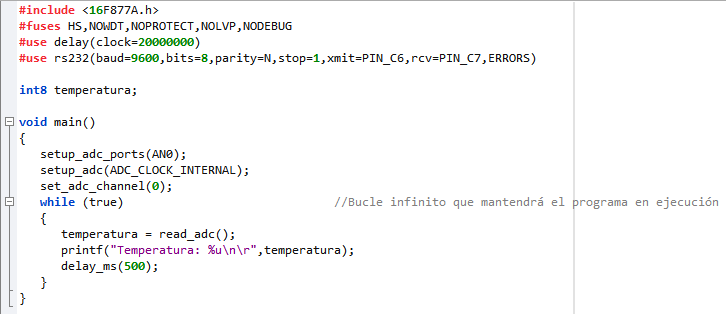 #include <16F877A.h>
#fuses HS,NOWDT,NOPROTECT,NOLVP,NODEBUG
#use delay(clock=20000000)
#use rs232(baud=9600,bits=8,parity=N,stop=1,xmit=PIN_C6,rcv=PIN_C7,ERRORS)
int8 temperatura;
void main()
{
setup_adc_ports(AN0);
setup_adc(ADC_CLOCK_INTERNAL);
set_adc_channel(0);
while (true) //Bucle infinito que mantendrá el programa en ejecución
{
temperatura = read_adc();
printf("Temperatura: %u\n\r",temperatura);
delay_ms(500);
}
}